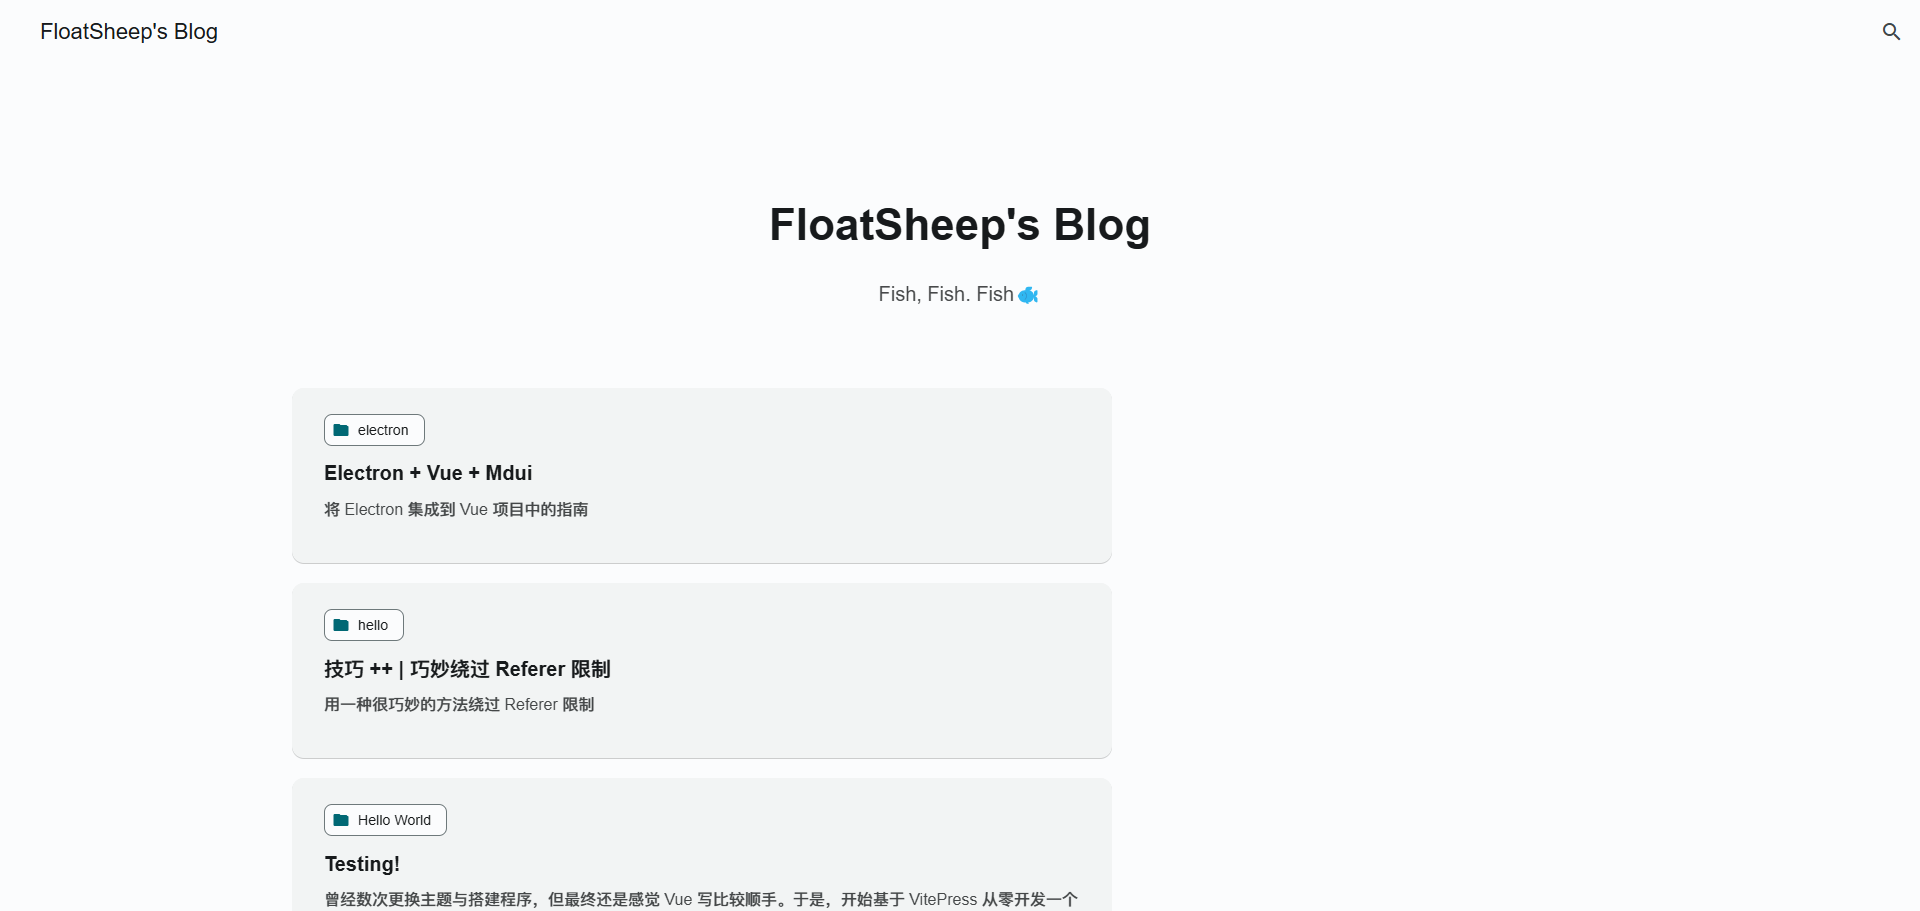 FloatSheep's Blog
FloatSheep's Blog
Fish, Fish. Fish🐟
electron
Electron + Vue + Mdui
将 Electron 集成到 Vue 项目中的指南
hello
技巧 ++ | 巧妙绕过 Referer 限制
用一种很巧妙的方法绕过 Referer 限制
Hello World
Testing!
曾经数次更换主题与搭建程序，但最终还是感觉 Vue 写比较顺手。于是，开始基于 VitePress 从零开发一个